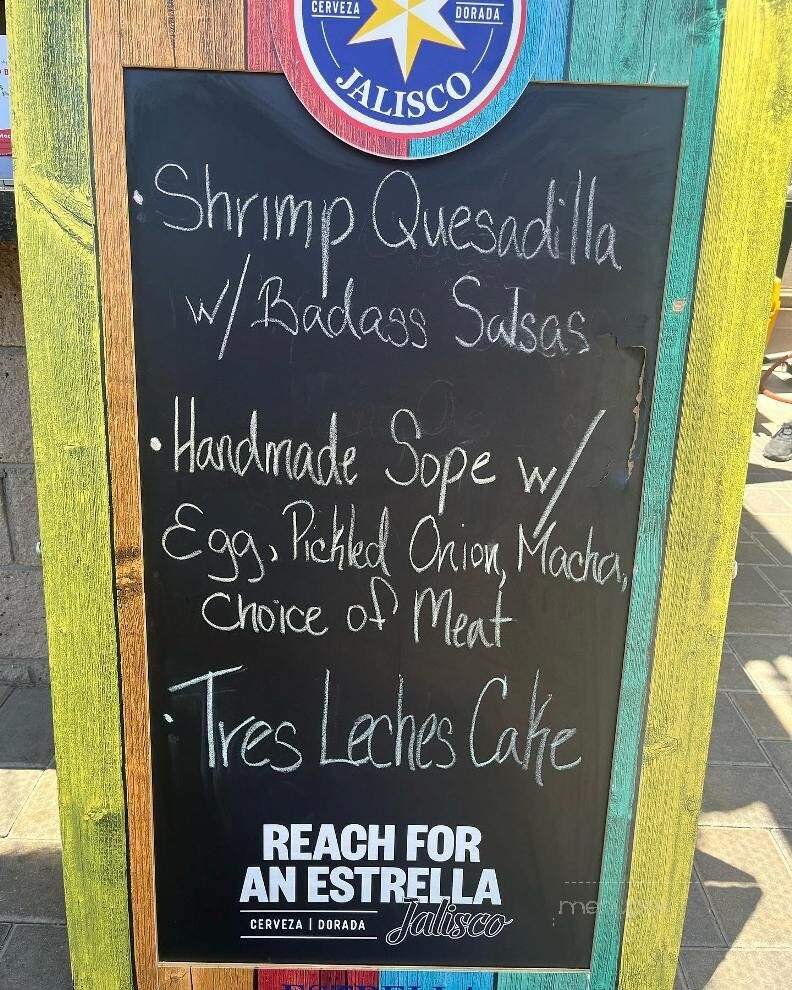 CERVEZA DORADA
JALISCO
• Shrimp Quesadilla
w/ Badass Salsas
• Handmade Sope w/
Egg, Pickled Onion, Macha,
Choice of Meat
• Tres Leches Cake
REACH FOR
AN ESTRELLA
Jalisco
CERVEZA | DORADA